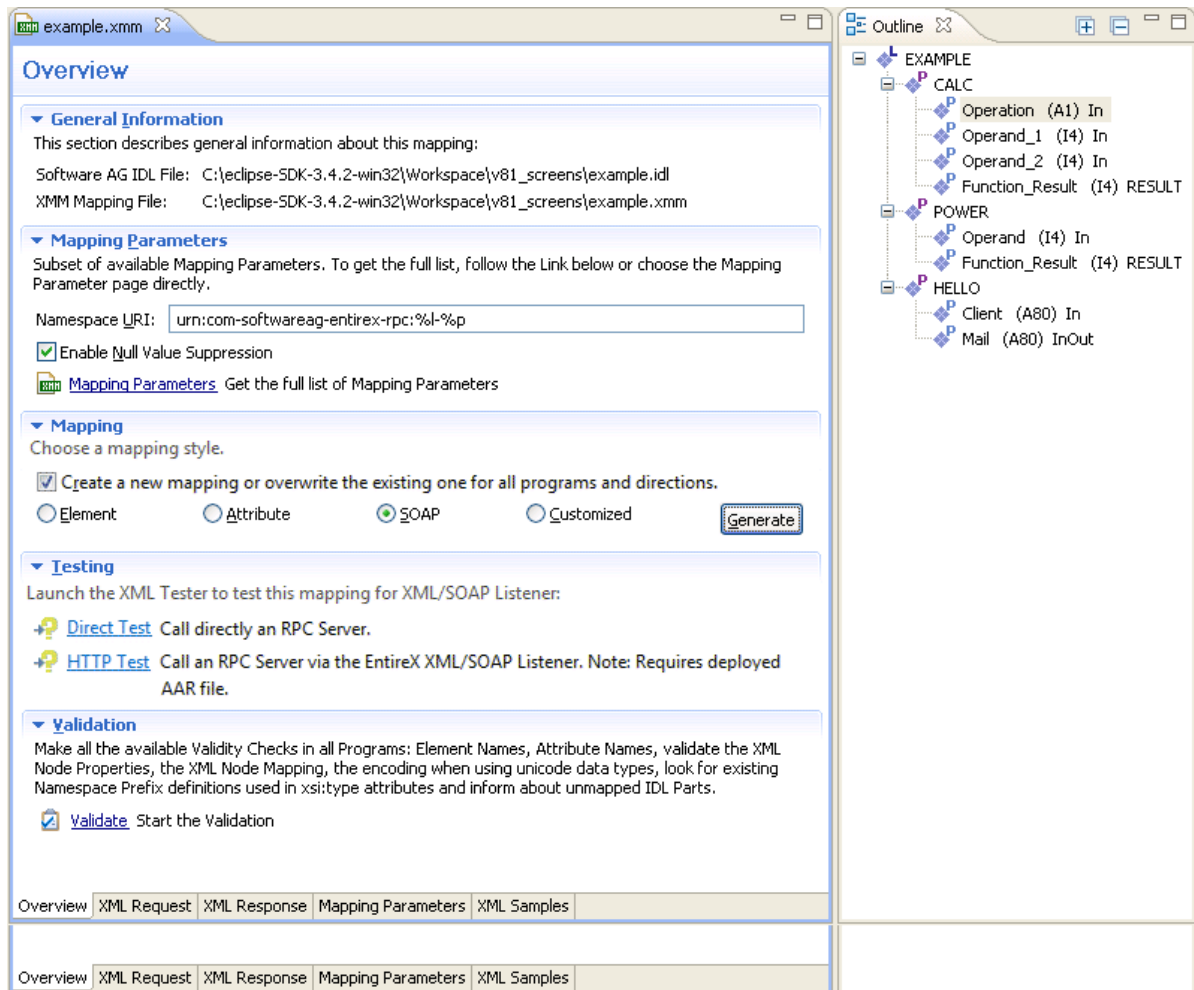 example.xmm
Overview
General Information
This section describes general information about this mapping:
Software AG IDL File: C:\eclipse-SDK-3.4.2-win32\Workspace\v81_screens\example.idl
XMM Mapping File: C:\eclipse-SDK-3.4.2-win32\Workspace\v81_screens\example.xmm
Mapping Parameters
Subset of available Mapping Parameters. To get the full list, follow the Link below or choose the Mapping
Parameter page directly.
Namespace URI: urn:com-softwareag-entirex-rpc:%l-%p
Enable Null Value Suppression
XMM Mapping Parameters Get the full list of Mapping Parameters
Mapping
Choose a mapping style.
Create a new mapping or overwrite the existing one for all programs and directions.
Element Attribute SOAP Customized Generate
Testing
Launch the XML Tester to test this mapping for XML/SOAP Listener:
Direct Test Call directly an RPC Server.
HTTP Test Call an RPC Server via the EntireX XML/SOAP Listener. Note: Requires deployed
AAR file.
Validation
Make all the available Validity Checks in all Programs: Element Names, Attribute Names, validate the XML
Node Properties, the XML Node Mapping, the encoding when using unicode data types, look for existing
Namespace Prefix definitions used in xsi:type attributes and inform about unmapped IDL Parts.
Validate Start the Validation
Overview XML Request XML Response Mapping Parameters XML Samples
Overview XML Request XML Response Mapping Parameters XML Samples
Outline
L EXAMPLE
P CALC
P Operation (A1) In
P Operand_1 (I4) In
P Operand_2 (I4) In
P Function_Result (I4) RESULT
P POWER
P Operand (I4) In
P Function_Result (I4) RESULT
P HELLO
P Client (A80) In
P Mail (A80) InOut